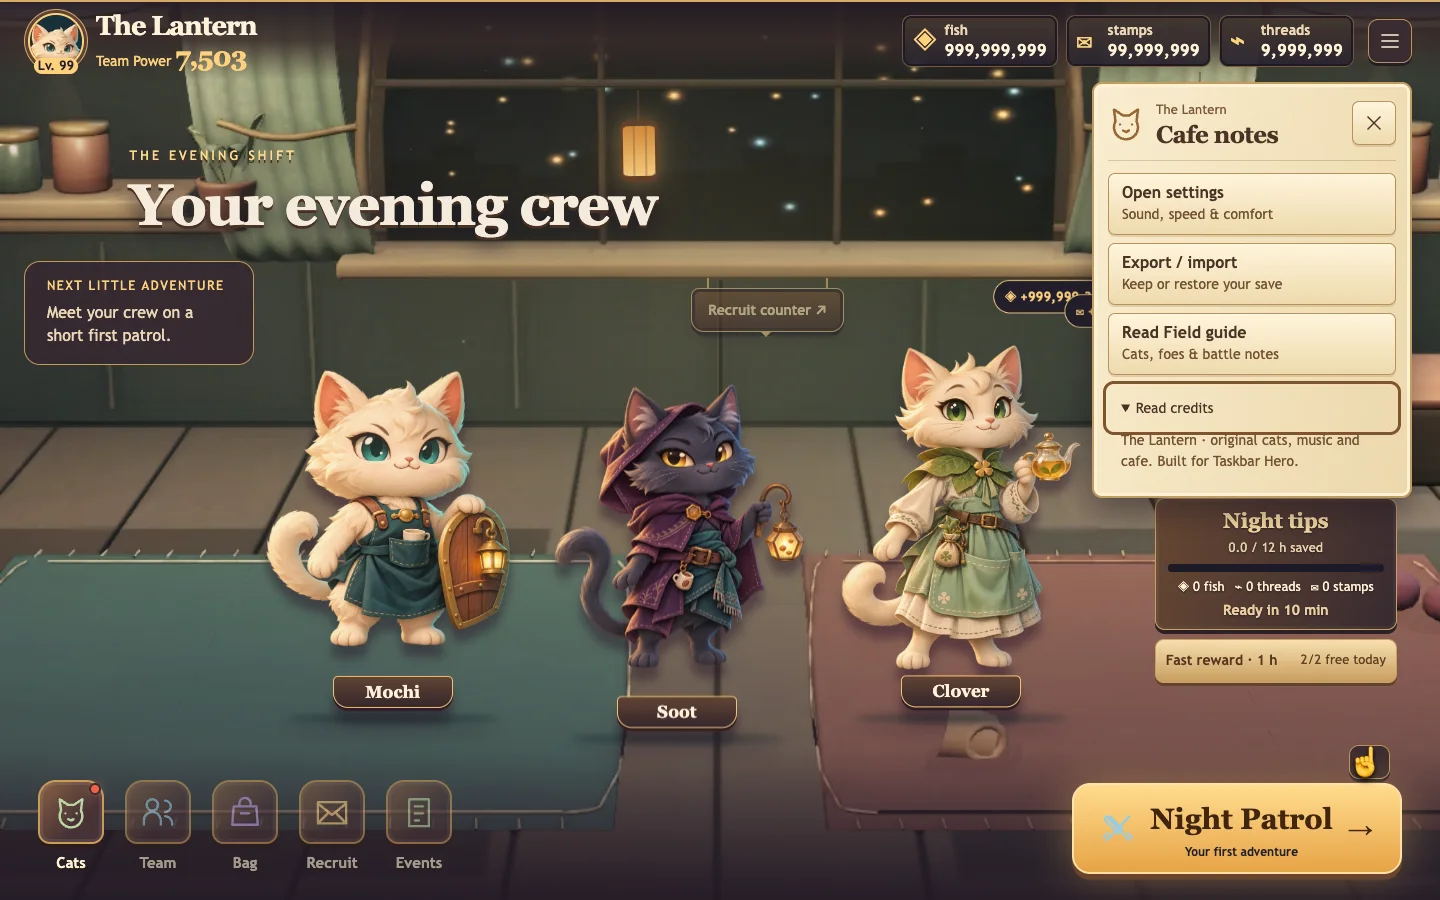 The Lantern
Team Power 7,503
Lv. 99
fish
999,999,999
stamps
99,999,999
threads
9,999,999
The Lantern
Cafe notes
Open settings
Sound, speed & comfort
Export / import
Keep or restore your save
Read Field guide
Cats, foes & battle notes
▼ Read credits
The Lantern · original cats, music and
cafe. Built for Taskbar Hero.
THE EVENING SHIFT
Your evening crew
NEXT LITTLE ADVENTURE
Meet your crew on a
short first patrol.
Recruit counter ↗
Mochi
Soot
Clover
Night tips
0.0 / 12 h saved
0 fish 0 threads 0 stamps
Ready in 10 min
Fast reward · 1 h 2/2 free today
Cats
Team
Bag
Recruit
Events
Night Patrol →
Your first adventure